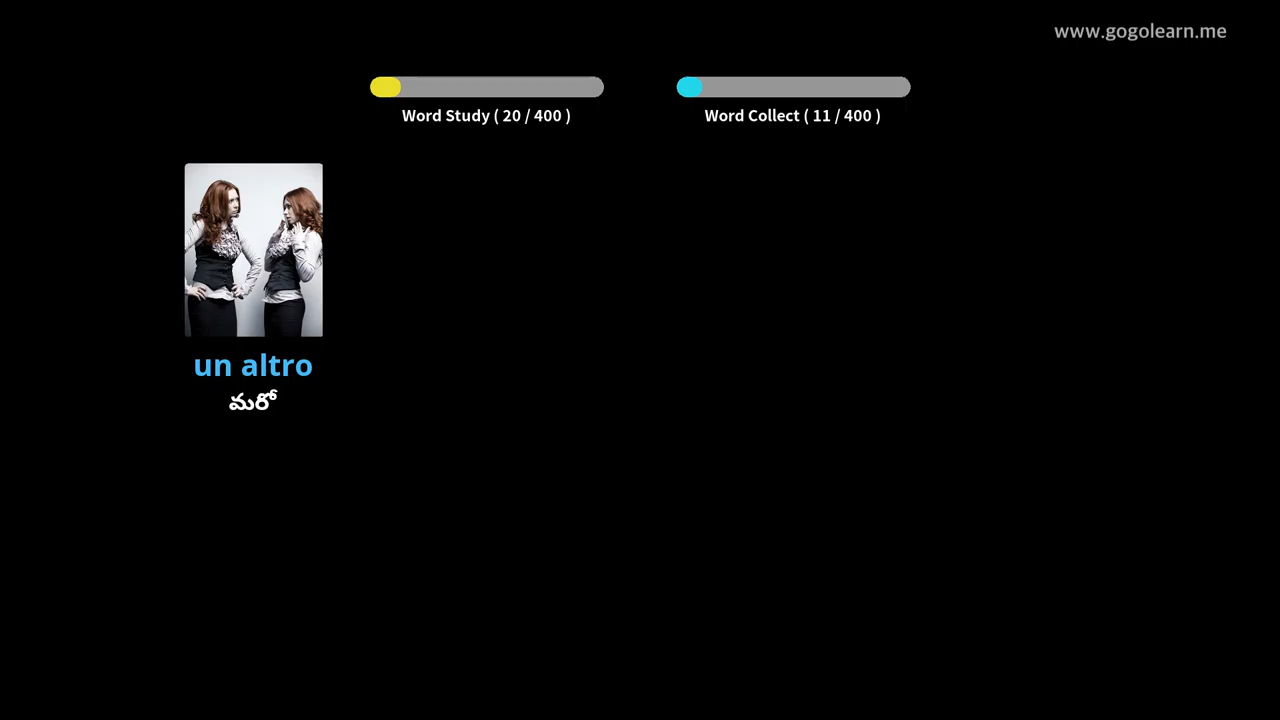 www.gogolearn.me
Word Study ( 20 / 400 )
Word Collect ( 11 / 400 )
un altro
మరో